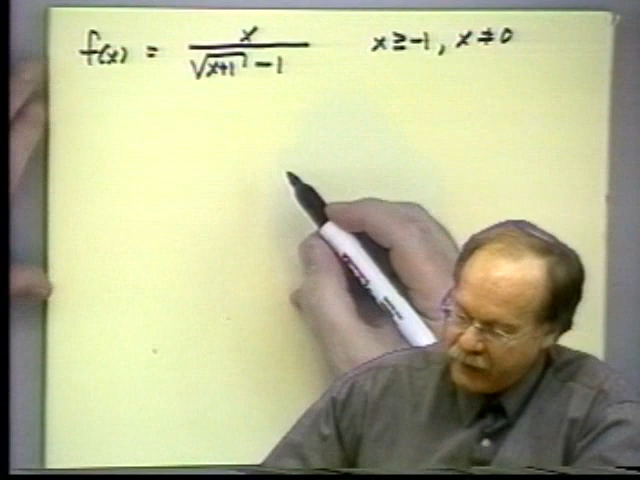 f(x) = x / (√(x+1) - 1)    x ≥ -1, x ≠ 0